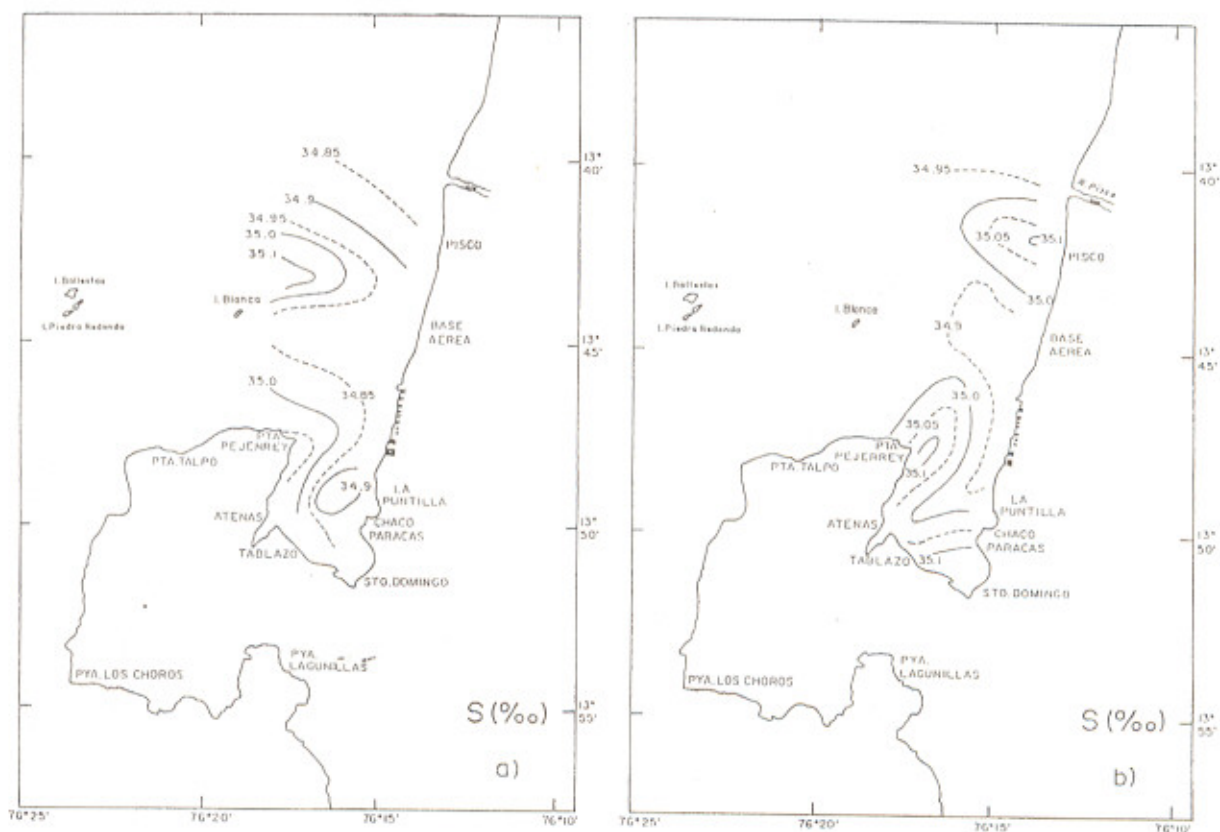 34.85
34.9
34.95
35.0
35.1
I. Ballestas
I. Piedra Redonda
I. Blanca
PISCO
BASE
AEREA
35.0
34.85
PTA.
PEJERREY
PTA. TALPO
34.9
LA
PUNTILLA
ATENAS
CHACO
PARACAS
TABLAZO
STO. DOMINGO
PYA. LOS CHOROS
PYA.
LAGUNILLAS
S (‰)
a)
13°
40'
13°
45'
13°
50'
13°
55'
76°25'
76°20'
76°15'
76°10'
34.95
R. Pisco
35.05
35.1
PISCO
35.0
I. Ballestas
I. Piedra Redonda
I. Blanca
34.9
BASE
AEREA
35.0
35.05
PTA.
PEJERREY
PTA. TALPO
35.1
LA
PUNTILLA
ATENAS
CHACO
PARACAS
TABLAZO
35.1
STO. DOMINGO
PYA. LOS CHOROS
PYA.
LAGUNILLAS
S (‰)
b)
13°
40'
13°
45'
13°
50'
13°
55'
76°25'
76°20'
76°15'
76°10'